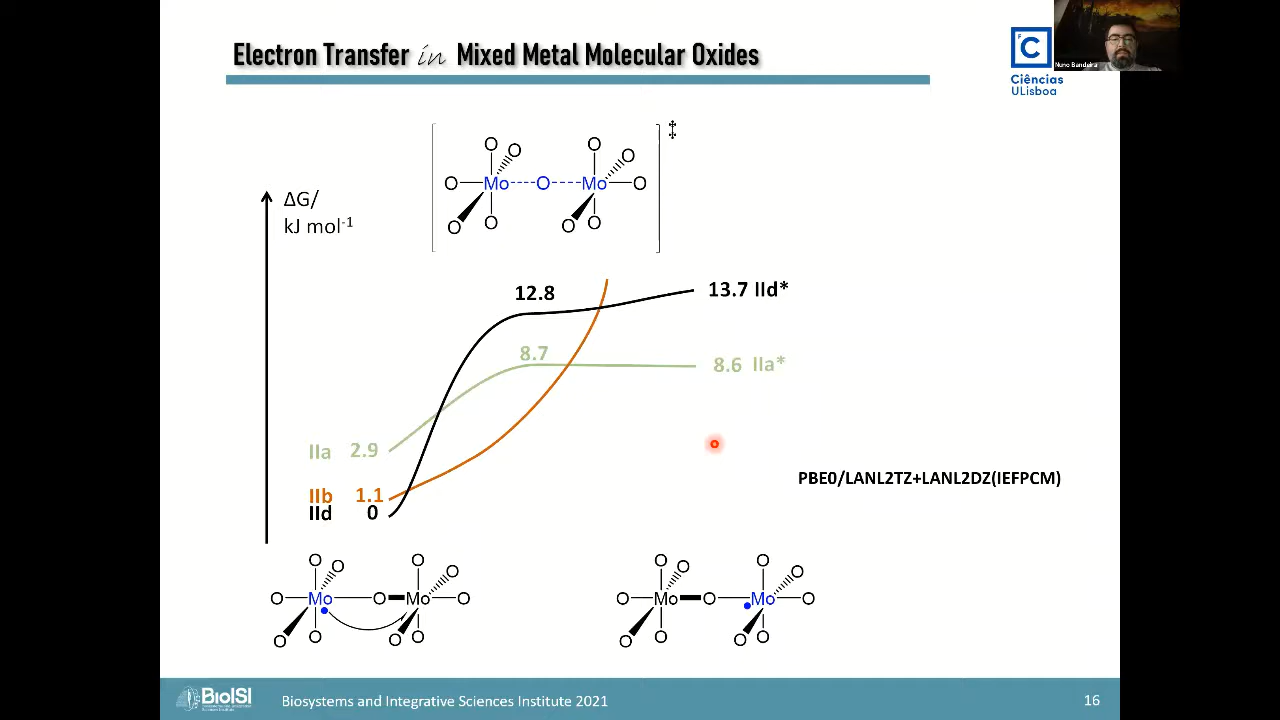 Electron Transfer in Mixed Metal Molecular Oxides
F
C
Ciências
ULisboa
Nuno Bandeira
‡
O O O O
O Mo O Mo O
O O O O
ΔG/
kJ mol-1
12.8
13.7 IId*
8.7
8.6 IIa*
IIa 2.9
IIb 1.1
IId 0
PBE0/LANL2TZ+LANL2DZ(IEFPCM)
O O O O
O Mo O Mo O
O O O O
O O O O
O Mo O Mo O
O O O O
BioISI
Biosystems and Integrative Sciences Institute 2021
16